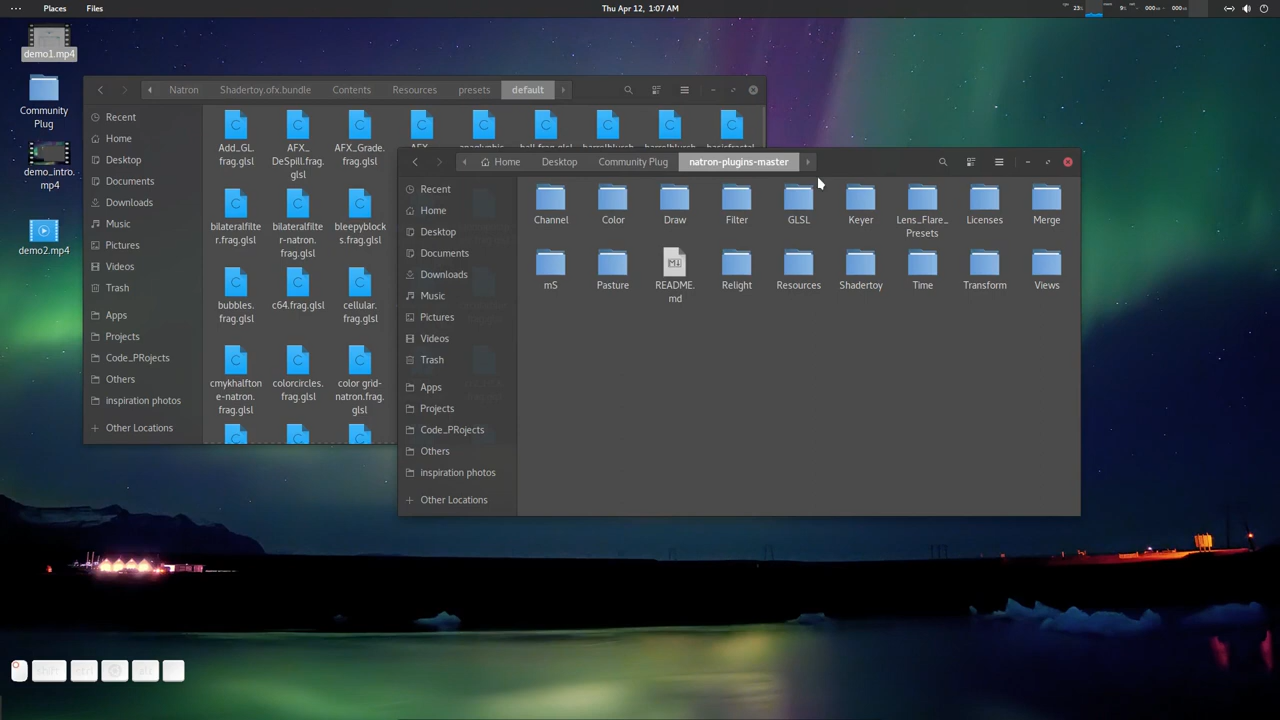 Places
Files
Thu Apr 12, 1:07 AM
demo1.mp4
Community
Plug
demo_intro.
mp4
demo2.mp4
Natron
Shadertoy.ofx.bundle
Contents
Resources
presets
default
Recent
Home
Desktop
Documents
Downloads
Music
Pictures
Videos
Trash
Apps
Projects
Code_PRojects
Others
inspiration photos
Other Locations
Add_GL.
frag.glsl
AFX_
DeSpill.frag.
glsl
AFX_Grade.
frag.glsl
bilateralfilte
r.frag.glsl
bilateralfilte
r-natron.
frag.glsl
bleepyblock
s.frag.glsl
bubbles.
frag.glsl
c64.frag.glsl
cellular.
frag.glsl
cmykhalfton
e-natron.
frag.glsl
colorcircles.
frag.glsl
color grid-
natron.frag.
glsl
Home
Desktop
Community Plug
natron-plugins-master
Recent
Home
Desktop
Documents
Downloads
Music
Pictures
Videos
Trash
Apps
Projects
Code_PRojects
Others
inspiration photos
Other Locations
Channel
Color
Draw
Filter
GLSL
Keyer
Lens_Flare_
Presets
Licenses
Merge
mS
Pasture
README.
md
Relight
Resources
Shadertoy
Time
Transform
Views